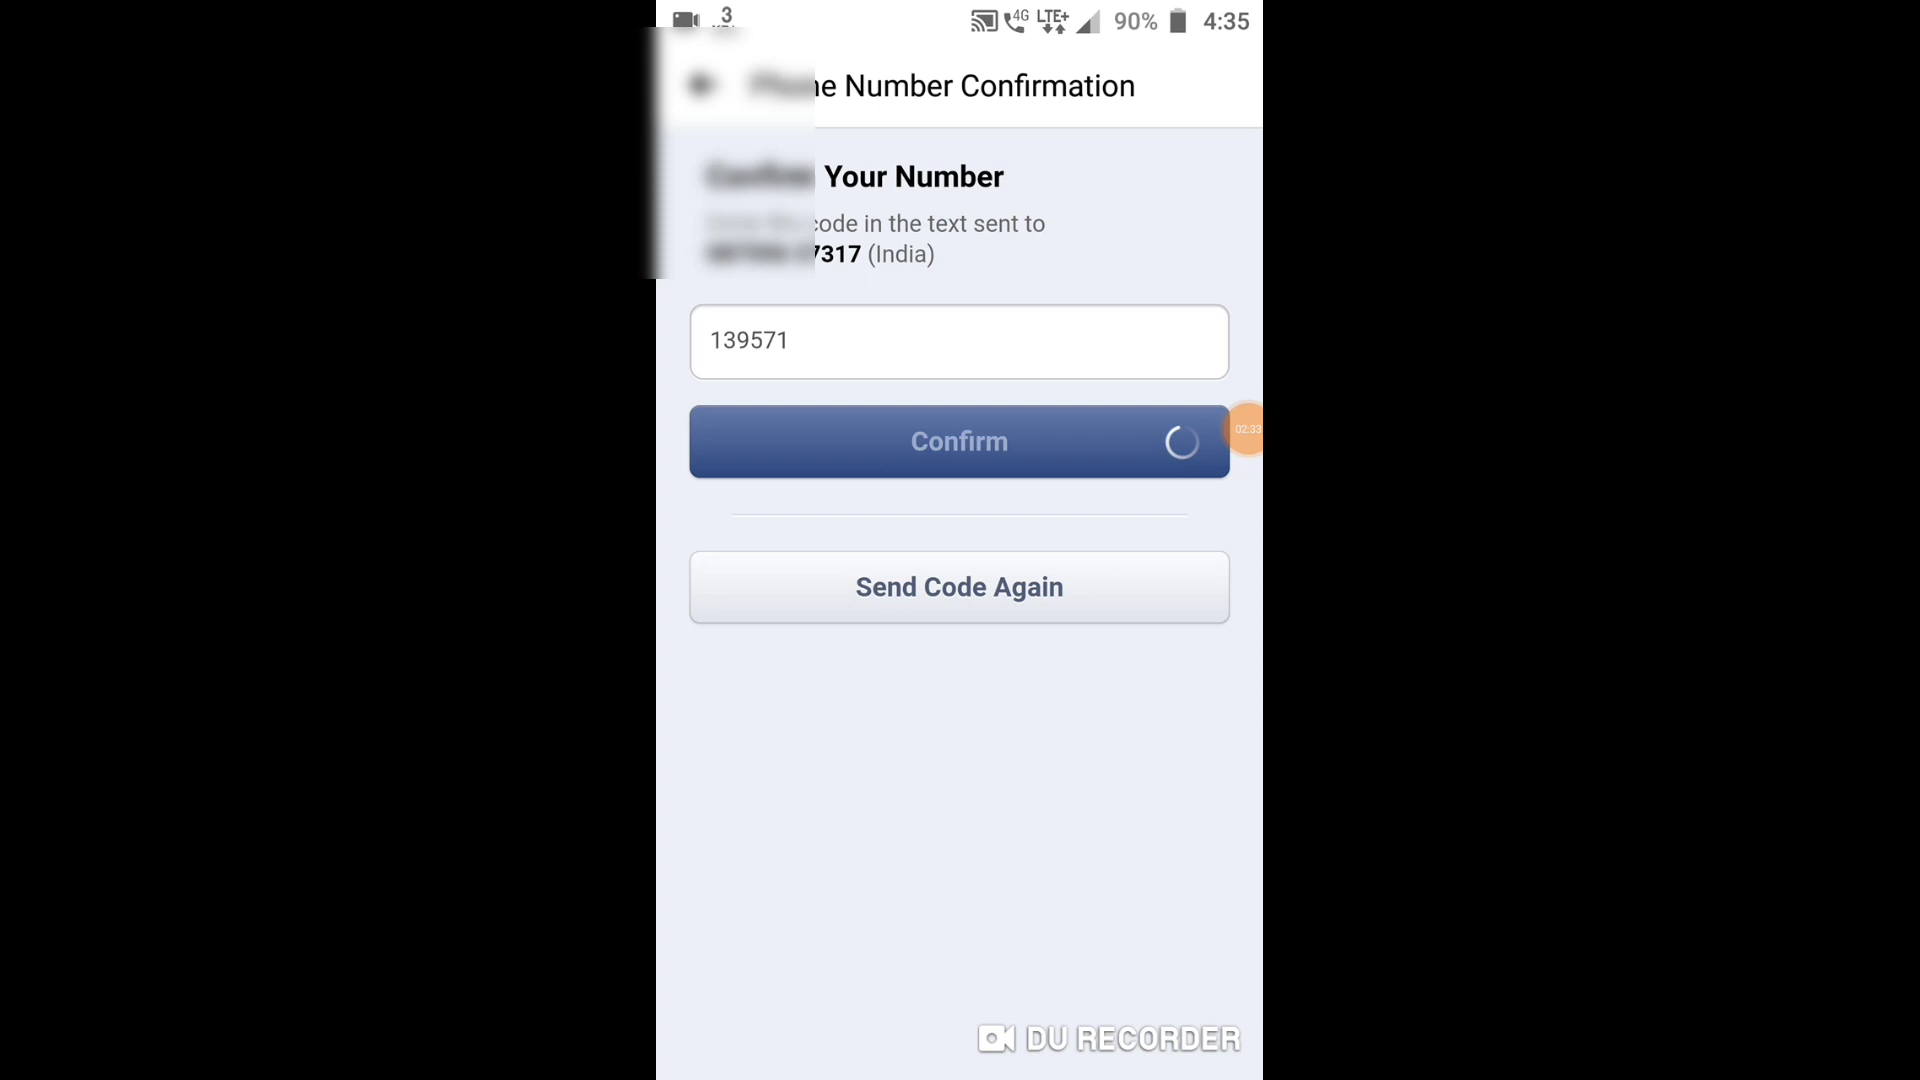 3
4G LTE+ 90% 4:35
Number Confirmation
Your Number
code in the text sent to
7317 (India)
139571
Confirm
02:33
Send Code Again
DU RECORDER